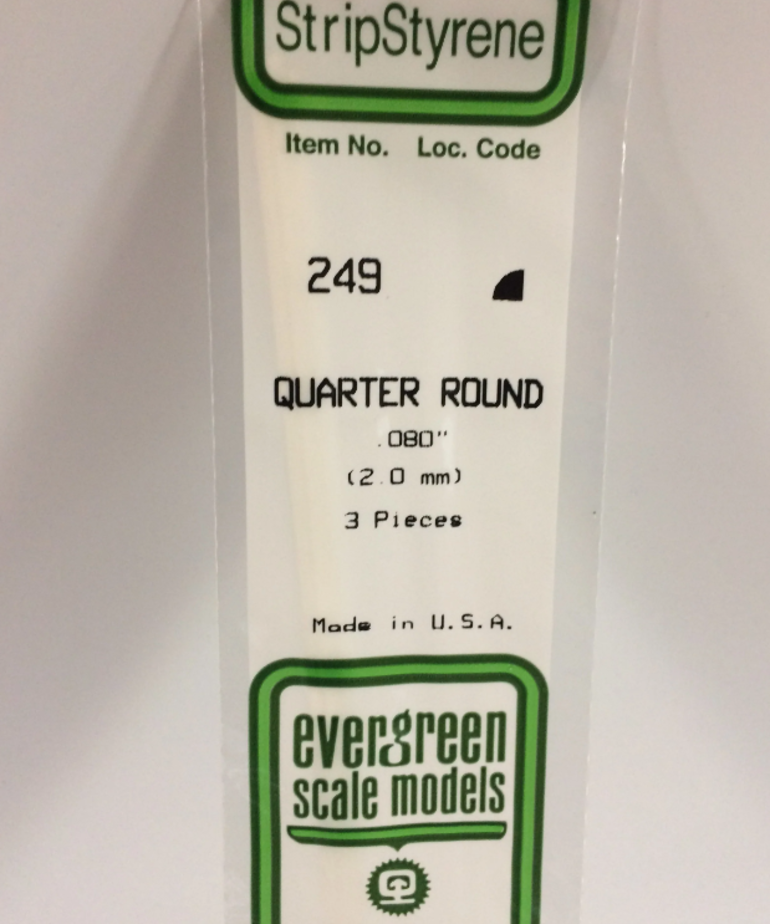 StripStyrene
Item No. Loc. Code
249
QUARTER ROUND
.080"
(2.0 mm)
3 Pieces
Made in U.S.A.
evergreen
scale models